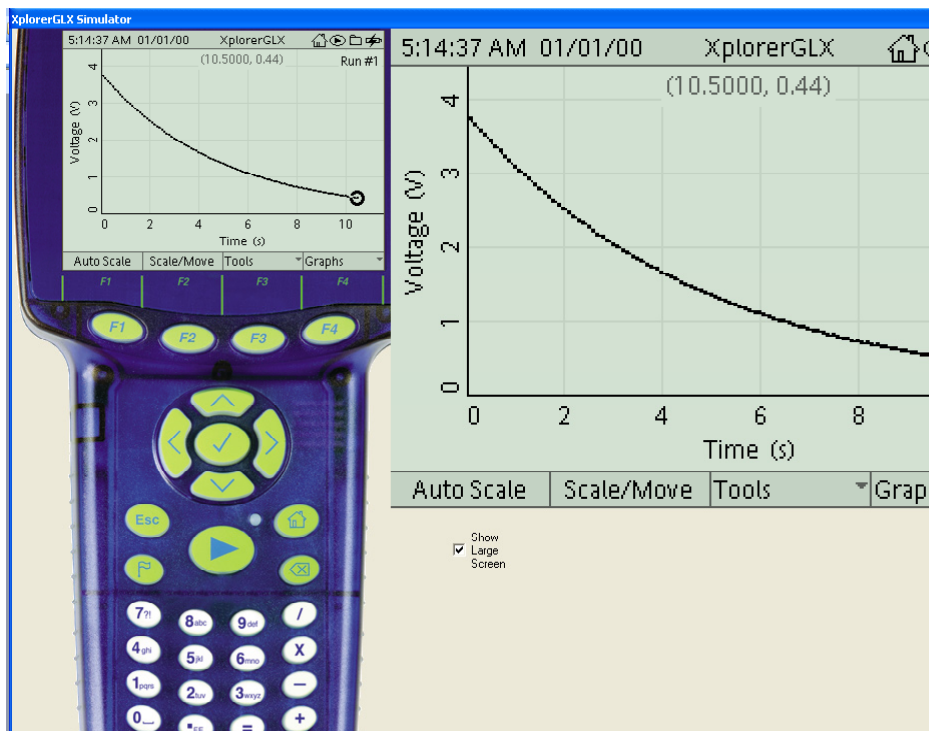 XplorerGLX Simulator
5:14:37 AM 01/01/00 XplorerGLX
(10.5000, 0.44)
Run #1
Voltage (V)
4
3
2
1
0
0 2 4 6 8 10
Time (s)
Auto Scale Scale/Move Tools Graphs
F1 F2 F3 F4
F1 F2 F3 F4
Esc
7?! 8abc 9def /
4ghi 5jkl 6mno X
1pqrs 2tuv 3wxyz –
0_ . EE = +
5:14:37 AM 01/01/00 XplorerGLX
(10.5000, 0.44)
Voltage (V)
4
3
2
1
0
0 2 4 6 8
Time (s)
Auto Scale Scale/Move Tools Grap
Show
Large
Screen